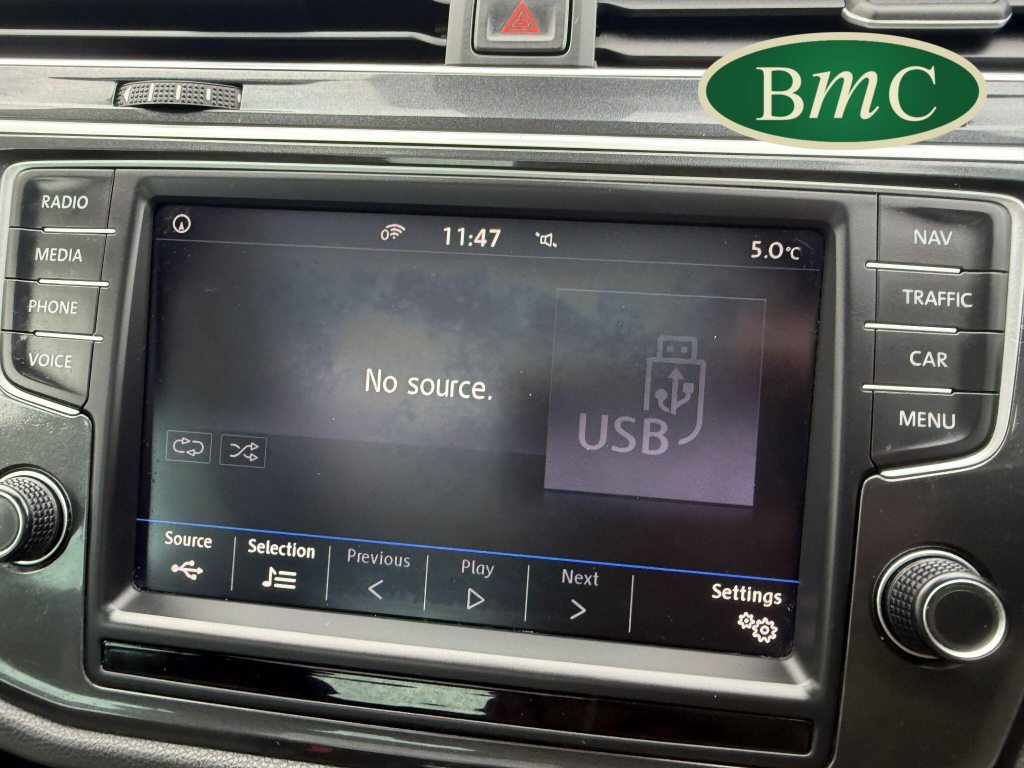 BmC
RADIO
MEDIA
PHONE
VOICE
0
11:47
5.0°C
No source.
USB
Source
Selection
Previous
Play
Next
Settings
NAV
TRAFFIC
CAR
MENU